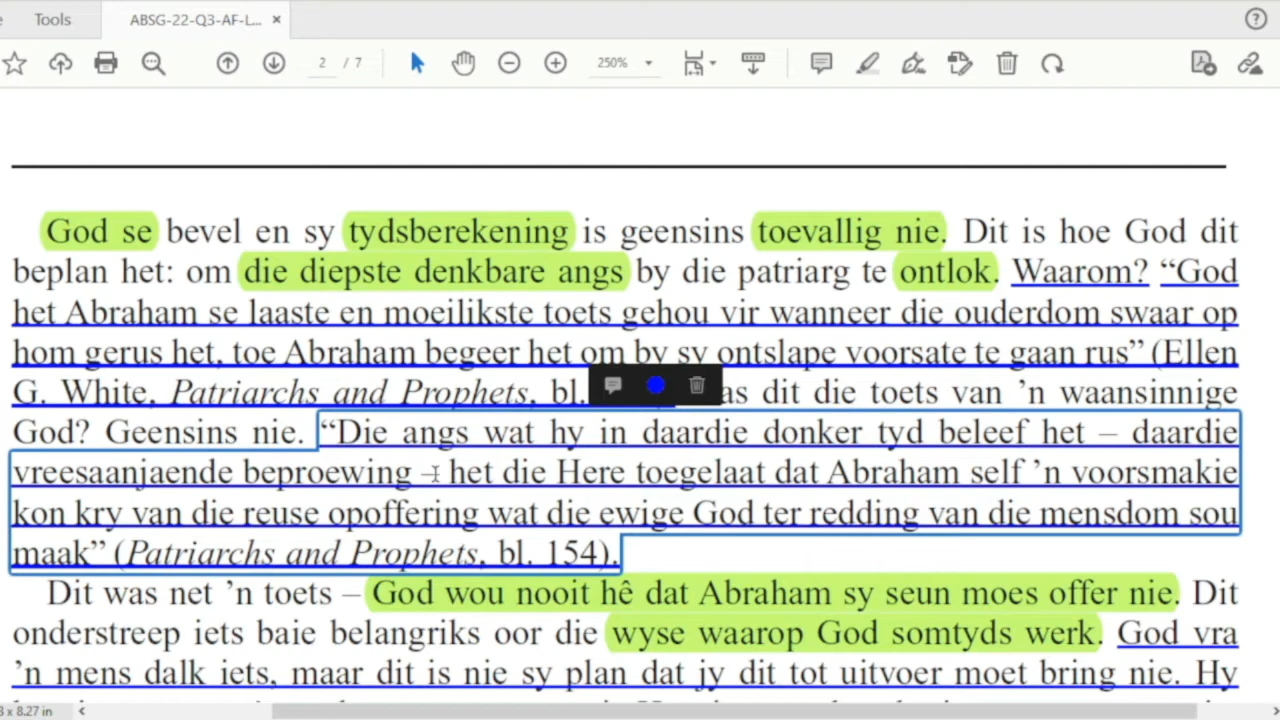 Tools
ABSG-22-Q3-AF-L... ×
2 / 7
250%
God se bevel en sy tydsberekening is geensins toevallig nie. Dit is hoe God dit
beplan het: om die diepste denkbare angs by die patriarg te ontlok. Waarom? “God
het Abraham se laaste en moeilikste toets gehou vir wanneer die ouderdom swaar op
hom gerus het, toe Abraham begeer het om by sy ontslape voorsate te gaan rus” (Ellen
G. White, Patriarchs and Prophets, bl. dit die toets van ’n waansinnige
God? Geensins nie. “Die angs wat hy in daardie donker tyd beleef het – daardie
vreesaanjaende beproewing – het die Here toegelaat dat Abraham self ’n voorsmakie
kon kry van die reuse opoffering wat die ewige God ter redding van die mensdom sou
maak” (Patriarchs and Prophets, bl. 154).
Dit was net ’n toets – God wou nooit hê dat Abraham sy seun moes offer nie. Dit
onderstreep iets baie belangriks oor die wyse waarop God somtyds werk. God vra
’n mens dalk iets, maar dit is nie sy plan dat jy dit tot uitvoer moet bring nie. Hy
x 8.27 in